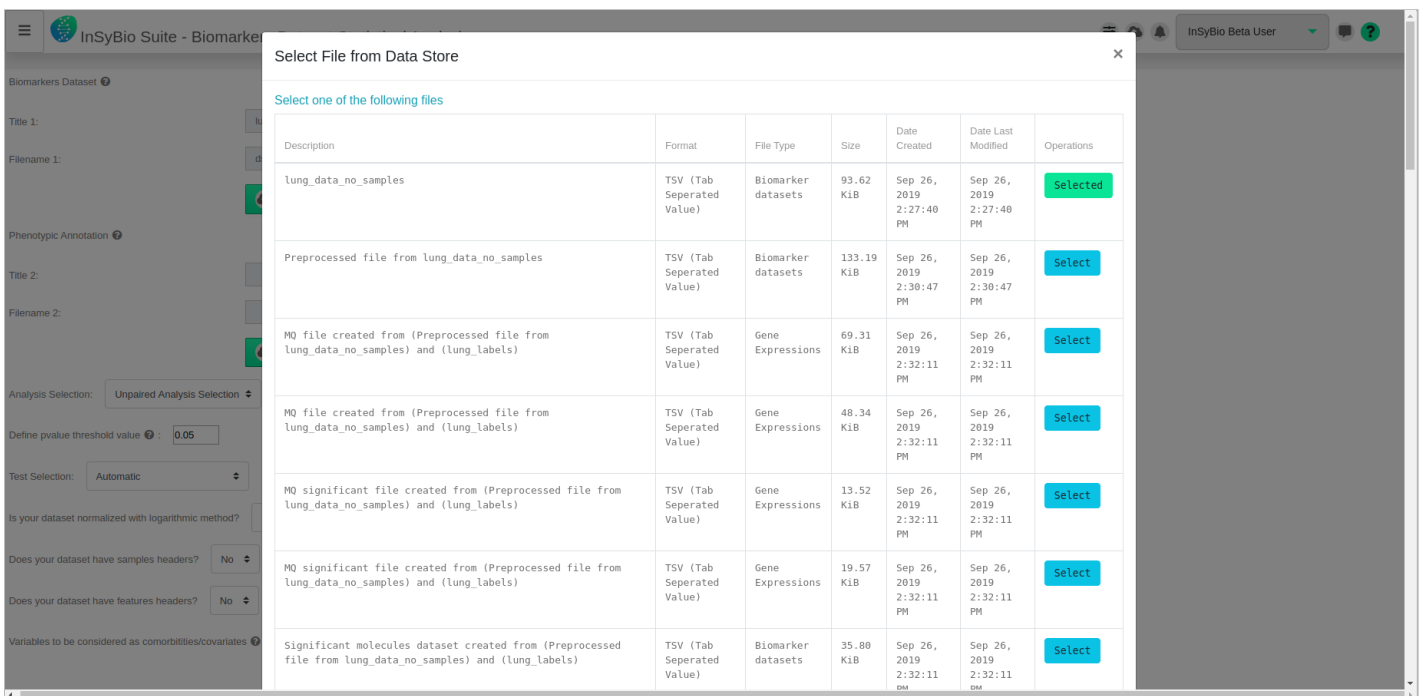 InSyBio Suite - Biomarker
InSyBio Beta User
Select File from Data Store
×
Biomarkers Dataset
Title 1:
lu
Filename 1:
Phenotypic Annotation
Title 2:
Filename 2:
Analysis Selection: Unpaired Analysis Selection
Define pvalue threshold value : 0.05
Test Selection: Automatic
Is your dataset normalized with logarithmic method?
Does your dataset have samples headers? No
Does your dataset have features headers? No
Variables to be considered as comorbitities/covariates
Select one of the following files
Description Format File Type Size Date Created Date Last Modified Operations
lung_data_no_samples TSV (Tab Biomarker 93.62 Sep 26, Sep 26, Selected
Seperated datasets KiB 2019 2019
Value) 2:27:40 2:27:40
PM PM
Preprocessed file from lung_data_no_samples TSV (Tab Biomarker 133.19 Sep 26, Sep 26, Select
Seperated datasets KiB 2019 2019
Value) 2:30:47 2:30:47
PM PM
MQ file created from (Preprocessed file from TSV (Tab Gene 69.31 Sep 26, Sep 26, Select
lung_data_no_samples) and (lung_labels) Seperated Expressions KiB 2019 2019
Value) 2:32:11 2:32:11
PM PM
MQ file created from (Preprocessed file from TSV (Tab Gene 48.34 Sep 26, Sep 26, Select
lung_data_no_samples) and (lung_labels) Seperated Expressions KiB 2019 2019
Value) 2:32:11 2:32:11
PM PM
MQ significant file created from (Preprocessed file from TSV (Tab Gene 13.52 Sep 26, Sep 26, Select
lung_data_no_samples) and (lung_labels) Seperated Expressions KiB 2019 2019
Value) 2:32:11 2:32:11
PM PM
MQ significant file created from (Preprocessed file from TSV (Tab Gene 19.57 Sep 26, Sep 26, Select
lung_data_no_samples) and (lung_labels) Seperated Expressions KiB 2019 2019
Value) 2:32:11 2:32:11
PM PM
Significant molecules dataset created from (Preprocessed TSV (Tab Biomarker 35.80 Sep 26, Sep 26, Select
file from lung_data_no_samples) and (lung_labels) Seperated datasets KiB 2019 2019
Value) 2:32:11 2:32:11
PM PM